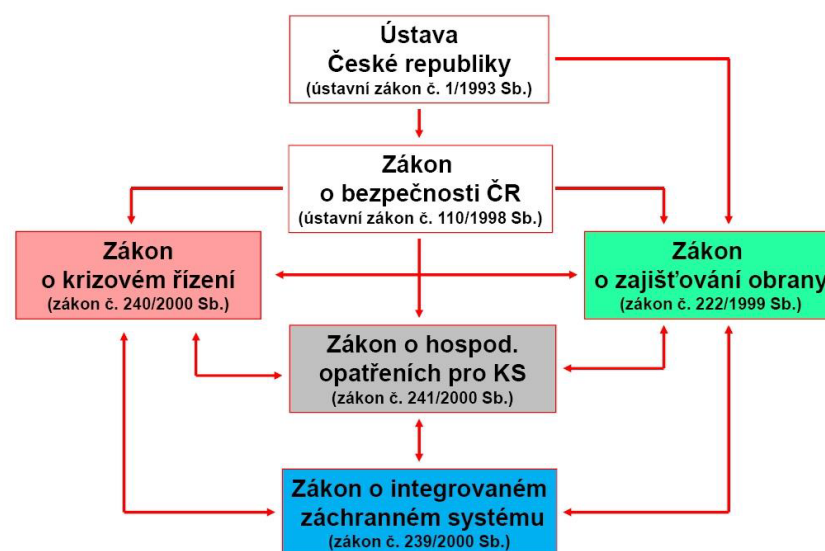 Ústava
České republiky
(ústavní zákon č. 1/1993 Sb.)
Zákon
o bezpečnosti ČR
(ústavní zákon č. 110/1998 Sb.)
Zákon
o krizovém řízení
(zákon č. 240/2000 Sb.)
Zákon
o zajišťování obrany
(zákon č. 222/1999 Sb.)
Zákon o hospod.
opatřeních pro KS
(zákon č. 241/2000 Sb.)
Zákon o integrovaném
záchranném systému
(zákon č. 239/2000 Sb.)